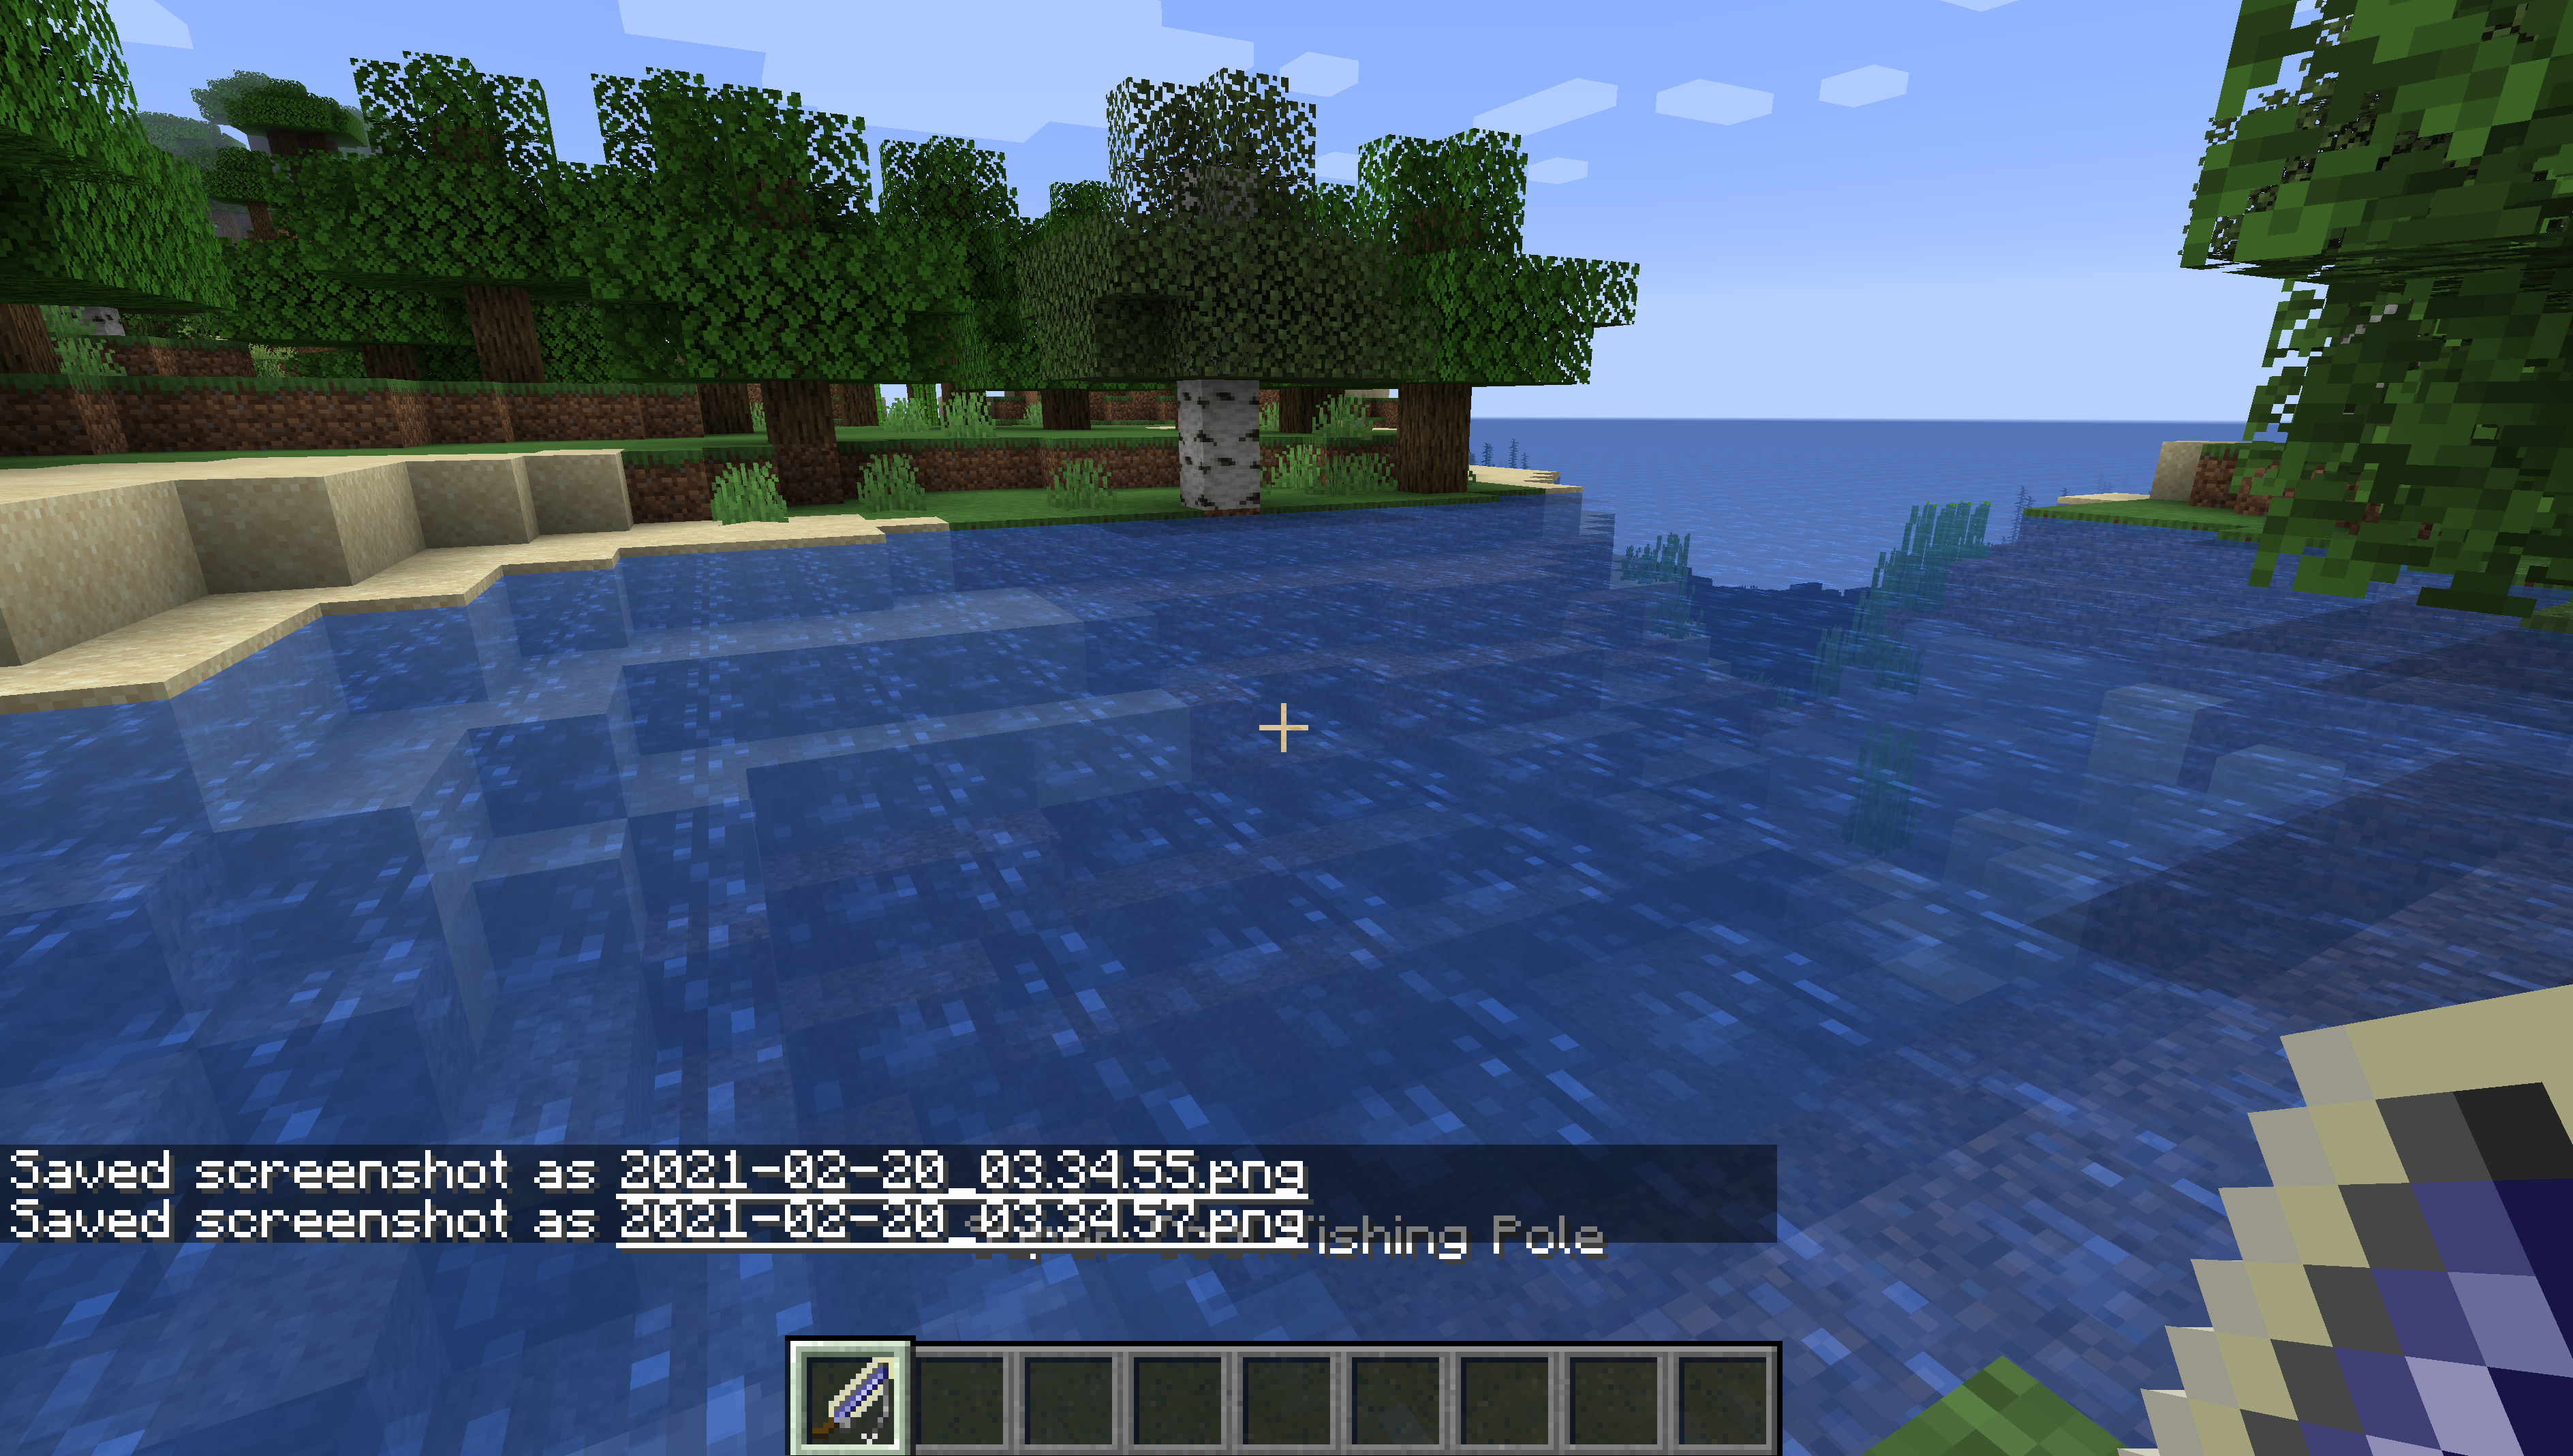 Saved screenshot as 2021-02-20_03.34.55.png
Saved screenshot as 2021-02-20_03.34.57.png
Fishing Pole